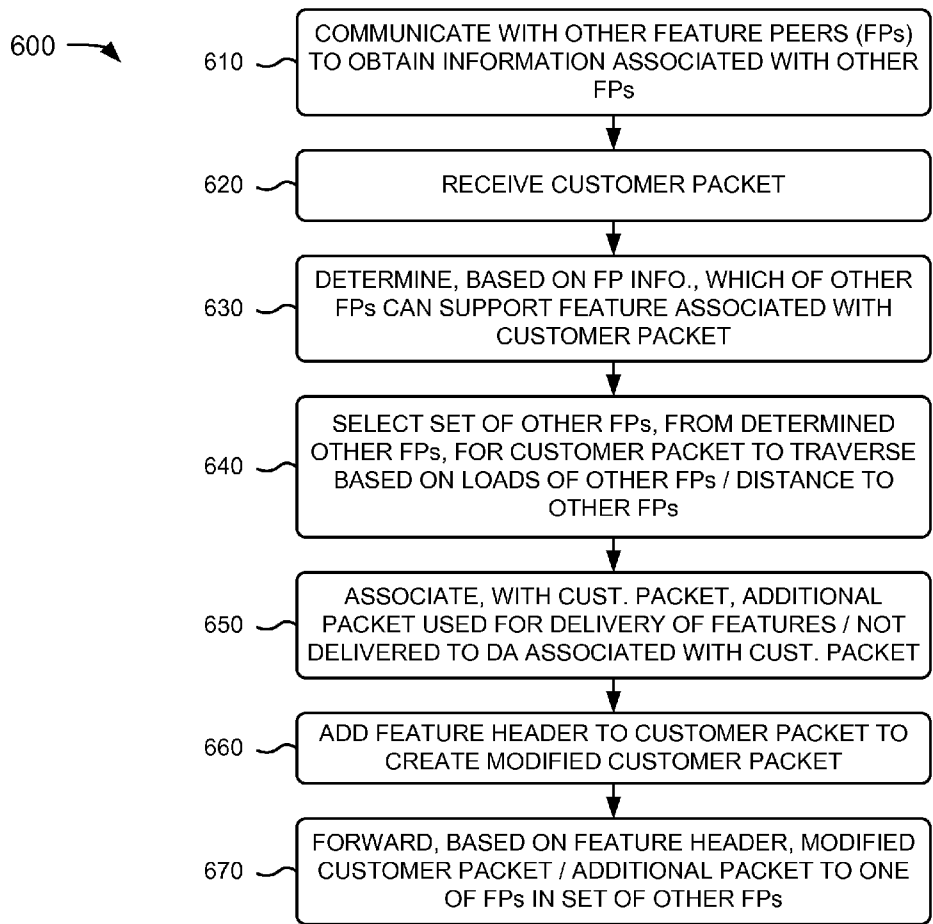 600
610
COMMUNICATE WITH OTHER FEATURE PEERS (FPs)
TO OBTAIN INFORMATION ASSOCIATED WITH OTHER
FPs
620
RECEIVE CUSTOMER PACKET
630
DETERMINE, BASED ON FP INFO., WHICH OF OTHER
FPs CAN SUPPORT FEATURE ASSOCIATED WITH
CUSTOMER PACKET
640
SELECT SET OF OTHER FPs, FROM DETERMINED
OTHER FPs, FOR CUSTOMER PACKET TO TRAVERSE
BASED ON LOADS OF OTHER FPs / DISTANCE TO
OTHER FPs
650
ASSOCIATE, WITH CUST. PACKET, ADDITIONAL
PACKET USED FOR DELIVERY OF FEATURES / NOT
DELIVERED TO DA ASSOCIATED WITH CUST. PACKET
660
ADD FEATURE HEADER TO CUSTOMER PACKET TO
CREATE MODIFIED CUSTOMER PACKET
670
FORWARD, BASED ON FEATURE HEADER, MODIFIED
CUSTOMER PACKET / ADDITIONAL PACKET TO ONE
OF FPs IN SET OF OTHER FPs